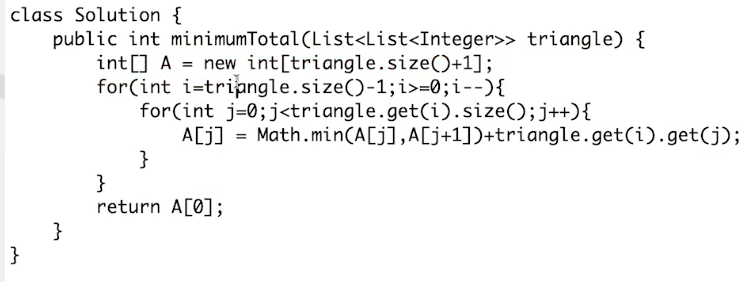 class Solution {
    public int minimumTotal(List<List<Integer>> triangle) {
        int[] A = new int[triangle.size()+1];
        for(int i=triangle.size()-1;i>=0;i--){
            for(int j=0;j<triangle.get(i).size();j++){
                A[j] = Math.min(A[j],A[j+1])+triangle.get(i).get(j);
            }
        }
        return A[0];
    }
}